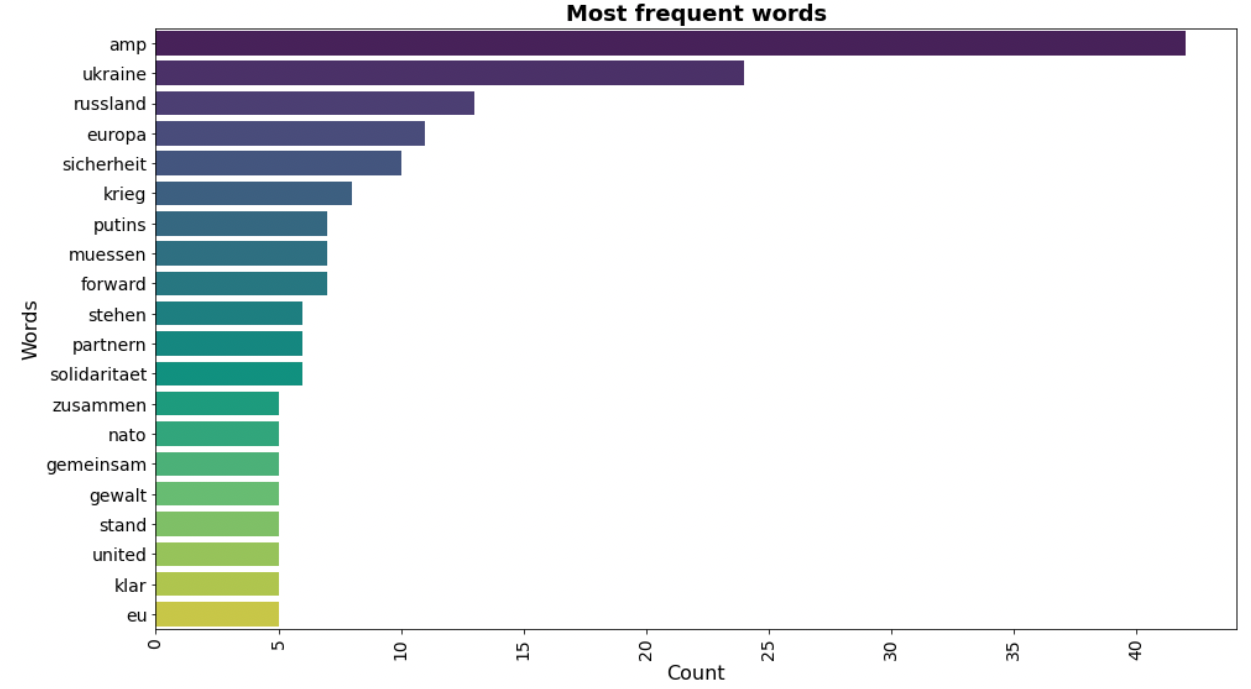 Most frequent words
amp
ukraine
russland
europa
sicherheit
krieg
putins
muessen
forward
stehen
partnern
solidaritaet
zusammen
nato
gemeinsam
gewalt
stand
united
klar
eu
Words
0 5 10 15 20 25 30 35 40
Count